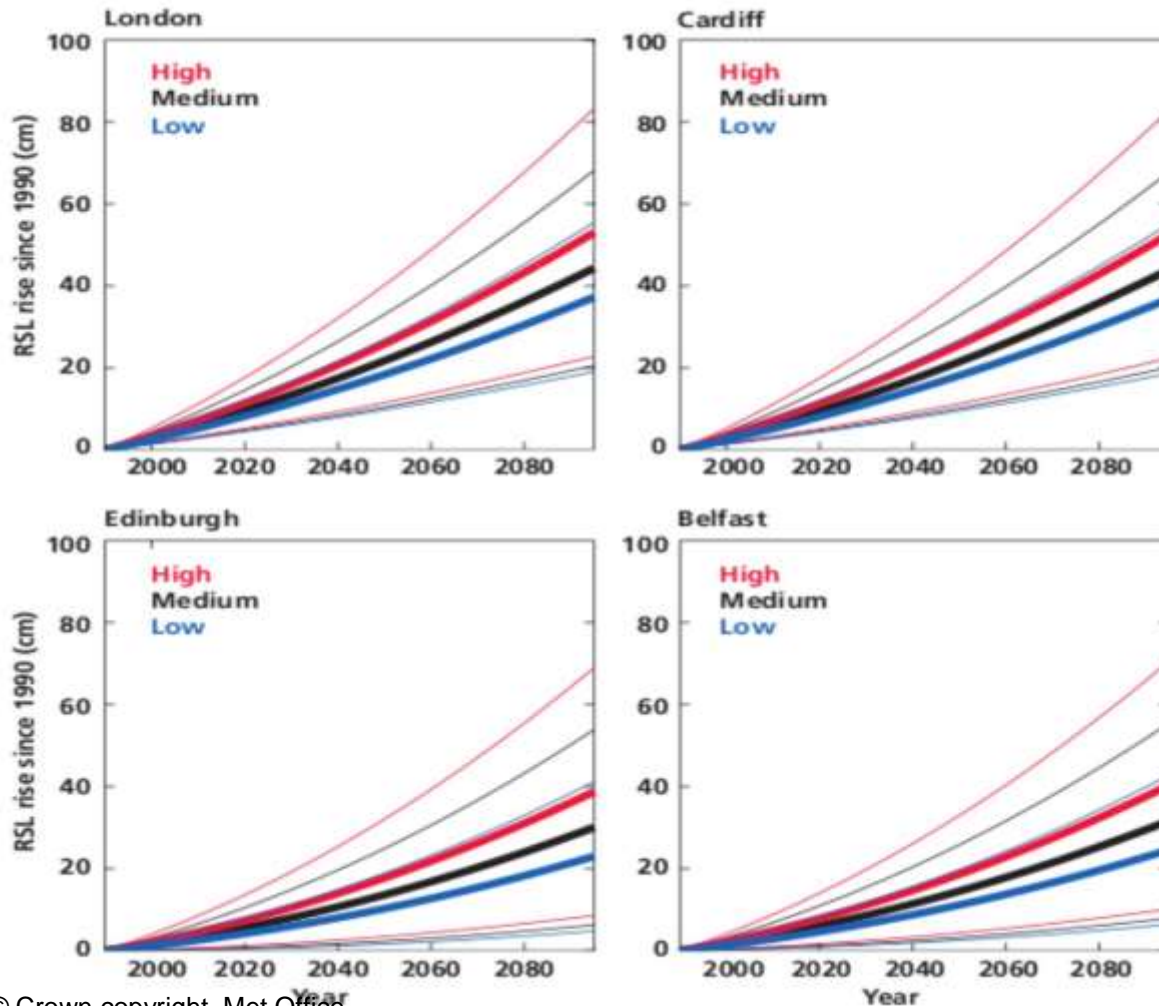 London
100
80
60
40
20
0
High
Medium
Low
RSL rise since 1990 (cm)
2000 2020 2040 2060 2080
Cardiff
100
80
60
40
20
0
High
Medium
Low
2000 2020 2040 2060 2080
Edinburgh
100
80
60
40
20
0
High
Medium
Low
RSL rise since 1990 (cm)
2000 2020 2040 2060 2080
Year
Belfast
100
80
60
40
20
0
High
Medium
Low
2000 2020 2040 2060 2080
Year
© Crown copyright Met Office